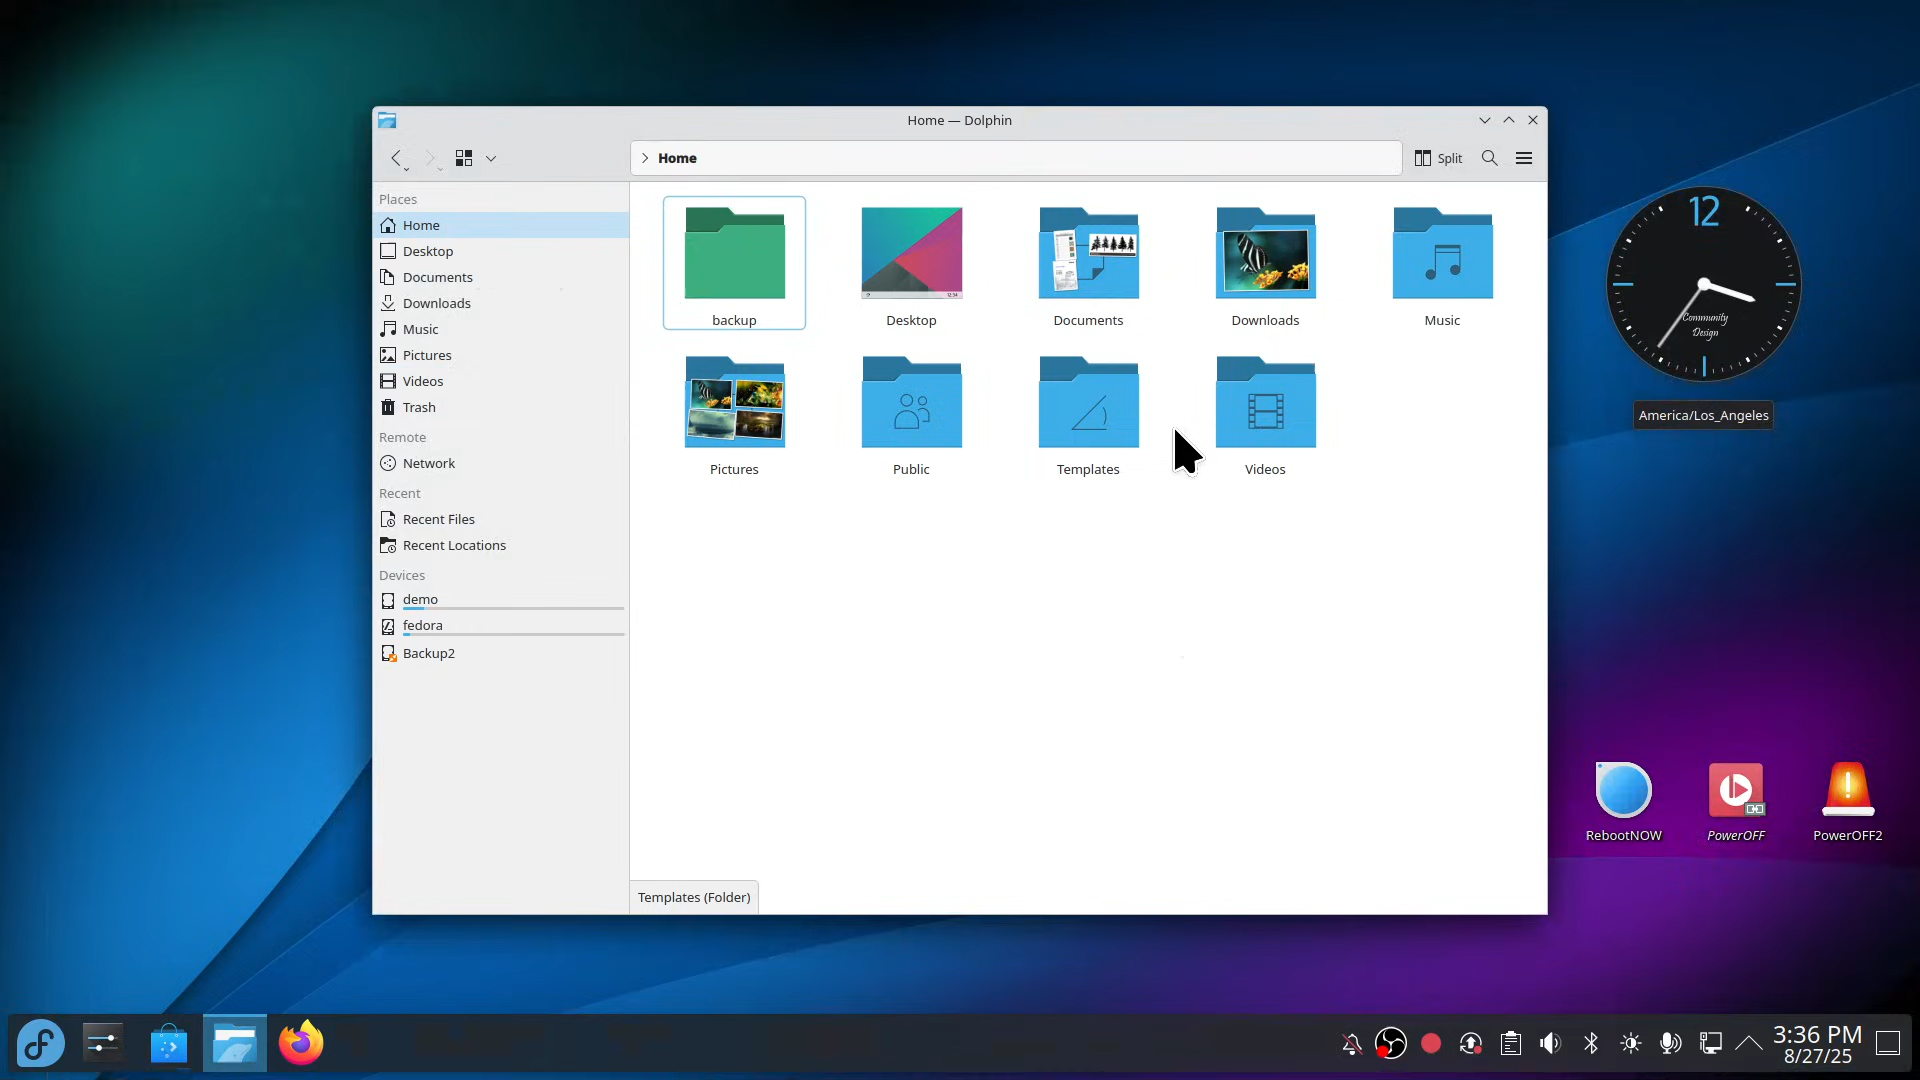 Home — Dolphin
Home
Split
Places
Home
Desktop
Documents
Downloads
Music
Pictures
Videos
Trash
Remote
Network
Recent
Recent Files
Recent Locations
Devices
demo
fedora
Backup2
backup
Desktop
Documents
Downloads
Music
Pictures
Public
Templates
Videos
Templates (Folder)
12
Community
Design
America/Los_Angeles
RebootNOW
PowerOFF
PowerOFF2
3:36 PM
8/27/25